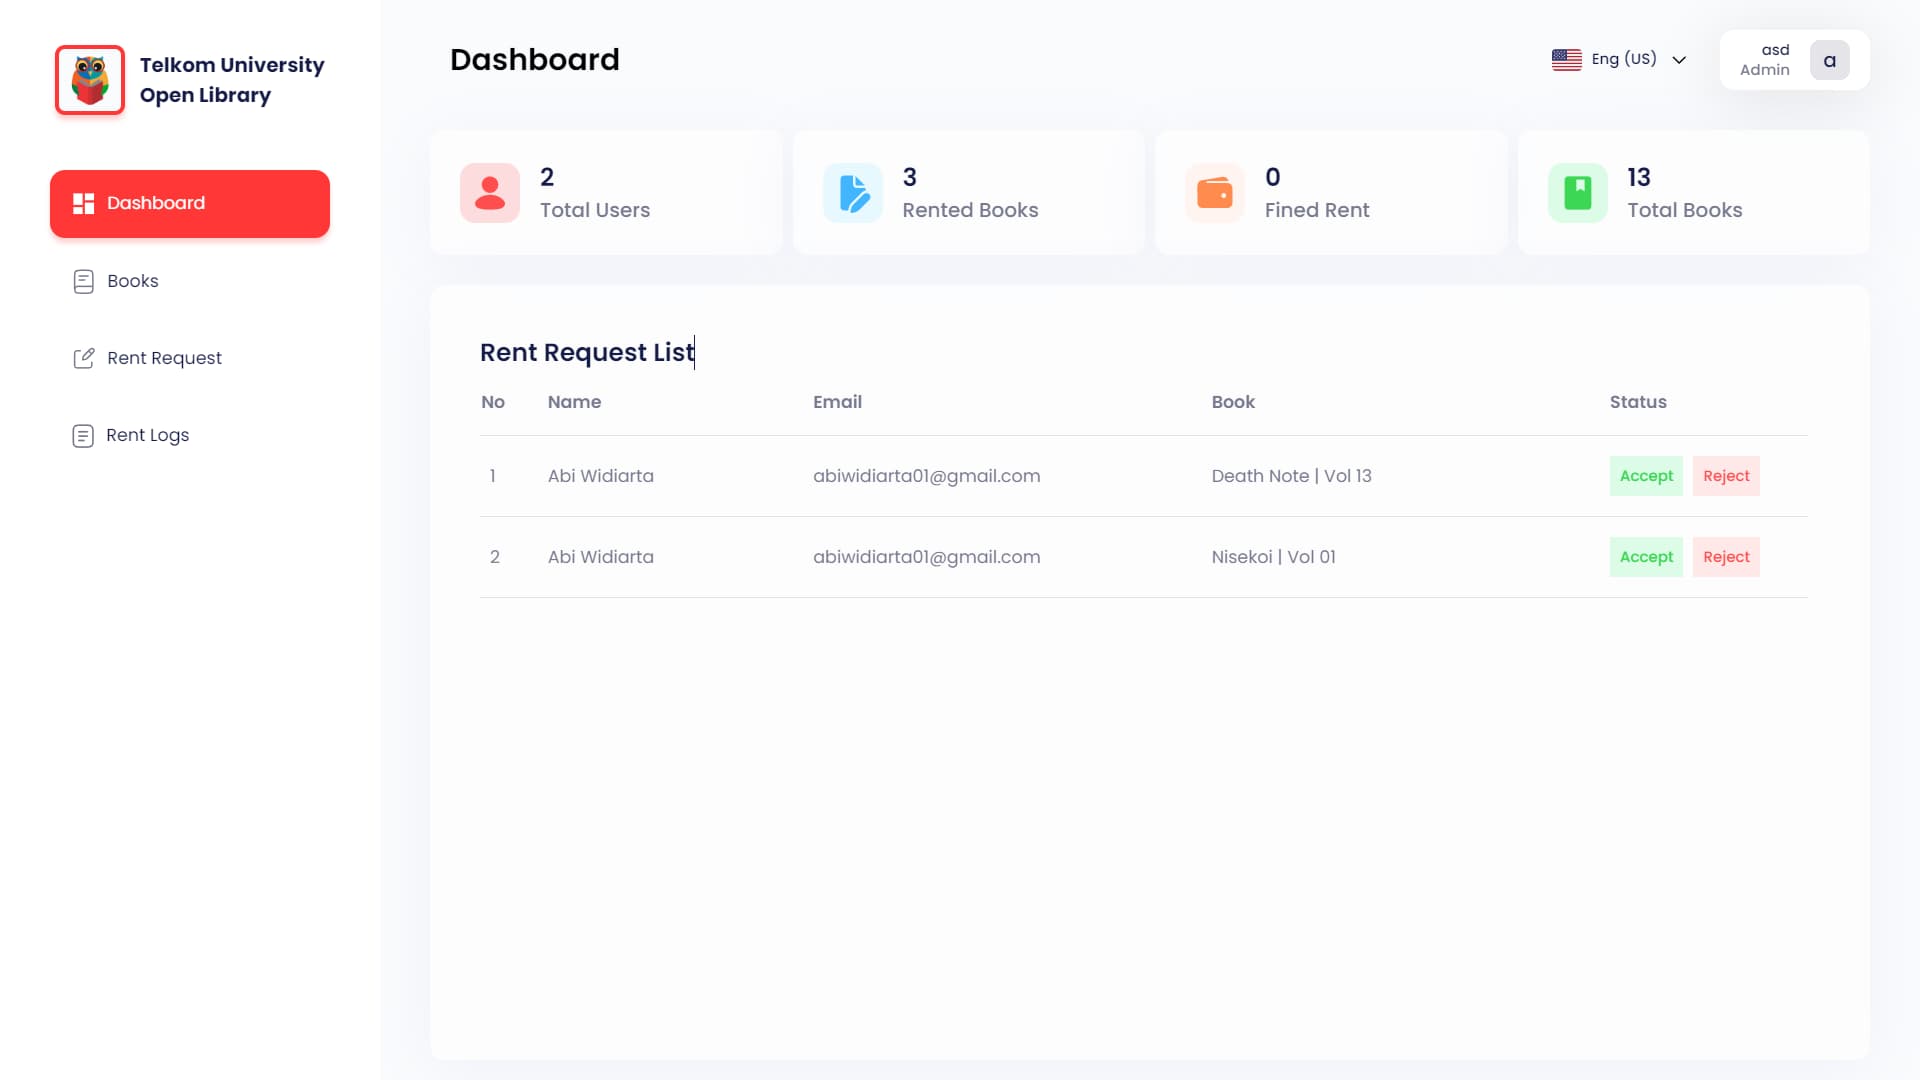 Telkom University
Open Library
Dashboard
Books
Rent Request
Rent Logs
Dashboard
Eng (US)
asd
Admin
a
2
Total Users
3
Rented Books
0
Fined Rent
13
Total Books
Rent Request List
No Name Email Book Status
1 Abi Widiarta abiwidiarta01@gmail.com Death Note | Vol 13 Accept Reject
2 Abi Widiarta abiwidiarta01@gmail.com Nisekoi | Vol 01 Accept Reject